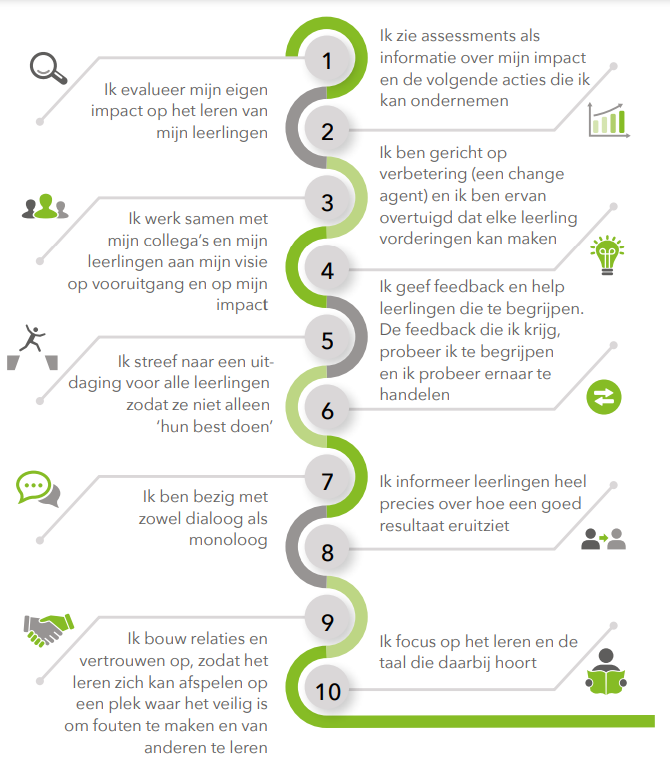 1
Ik evalueer mijn eigen
impact op het leren van
mijn leerlingen
2
Ik zie assessments als
informatie over mijn impact
en de volgende acties die ik
kan ondernemen
3
Ik werk samen met
mijn collega’s en mijn
leerlingen aan mijn visie
op vooruitgang en op mijn
impact
4
Ik ben gericht op
verbetering (een change
agent) en ik ben ervan
overtuigd dat elke leerling
vorderingen kan maken
5
Ik streef naar een uit-
daging voor alle leerlingen
zodat ze niet alleen
‘hun best doen’
6
Ik geef feedback en help
leerlingen die te begrijpen.
De feedback die ik krijg,
probeer ik te begrijpen
en ik probeer ernaar te
handelen
7
Ik ben bezig met
zowel dialoog als
monoloog
8
Ik informeer leerlingen heel
precies over hoe een goed
resultaat eruitziet
9
Ik bouw relaties en
vertrouwen op, zodat het
leren zich kan afspelen op
een plek waar het veilig is
om fouten te maken en van
anderen te leren
10
Ik focus op het leren en de
taal die daarbij hoort